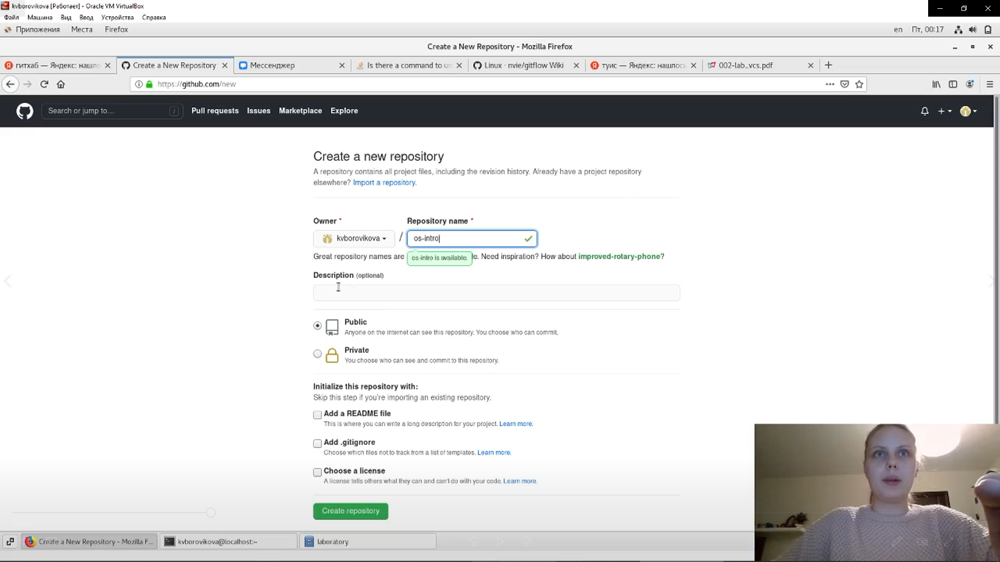 kvborovikova [Работает] - Oracle VM VirtualBox
Файл Машина Вид Ввод Устройства Справка
Приложения Места Firefox en Пт, 00:17
Create a New Repository - Mozilla Firefox
гитхаб — Яндекс: нашло Create a New Repository Мессенджер Is there a command to un Linux · nvie/gitflow Wiki туис — Яндекс: нашлось 002-lab_vcs.pdf
https://github.com/new
Search or jump to... / Pull requests Issues Marketplace Explore
Create a new repository
A repository contains all project files, including the revision history. Already have a project repository
elsewhere? Import a repository.
Owner * Repository name *
kvborovikova / os-intro
Great repository names are os-intro is available. le. Need inspiration? How about improved-rotary-phone?
Description (optional)
Public
Anyone on the internet can see this repository. You choose who can commit.
Private
You choose who can see and commit to this repository.
Initialize this repository with:
Skip this step if you're importing an existing repository.
Add a README file
This is where you can write a long description for your project. Learn more.
Add .gitignore
Choose which files not to track from a list of templates. Learn more.
Choose a license
A license tells others what they can and can't do with your code. Learn more.
Create repository
Create a New Repository - Mozilla F... kvborovikova@localhost:~ laboratory